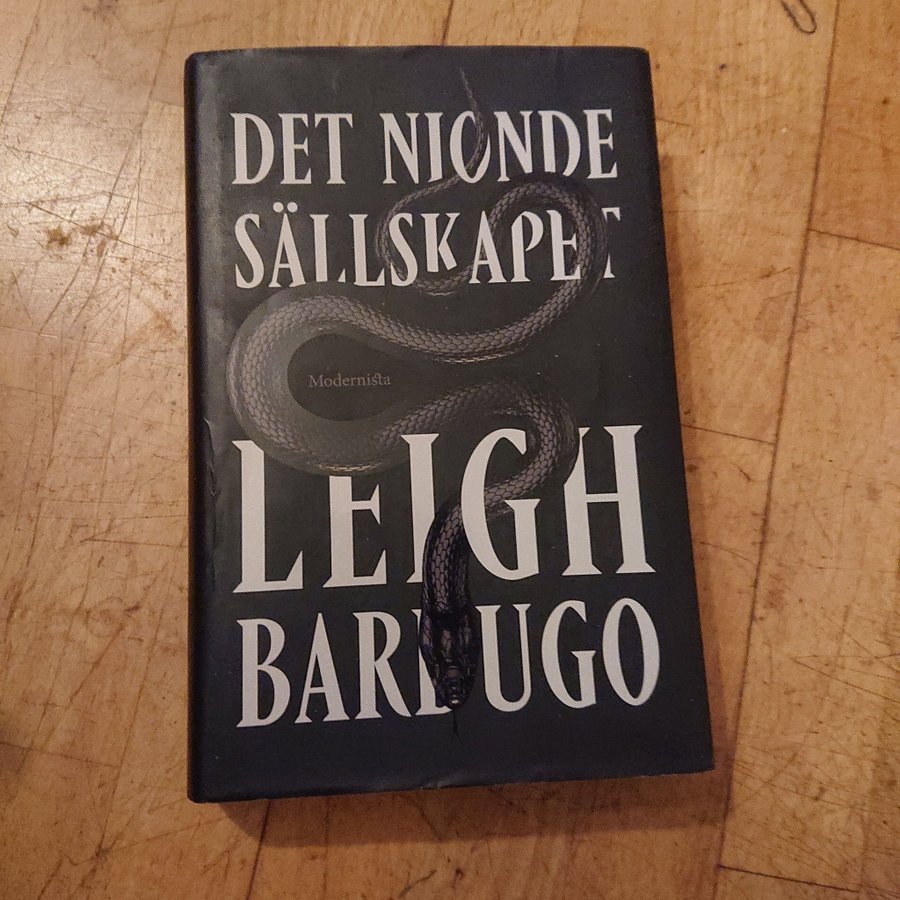 DET NIONDE
SÄLLSKAPET
Modernista
LEIGH
BARDUGO